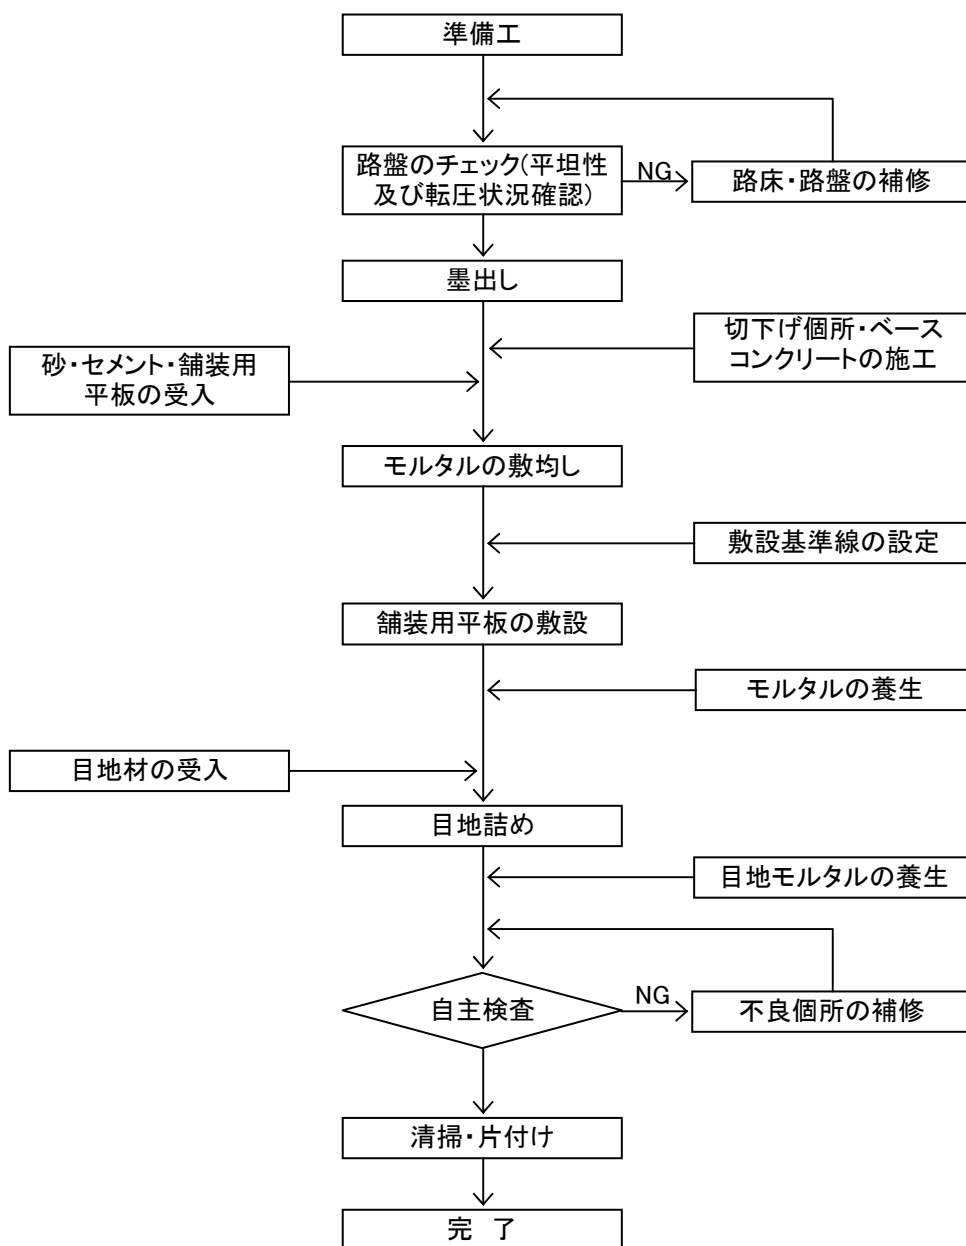 準備工
路盤のチェック(平坦性
及び転圧状況確認)
NG
路床・路盤の補修
墨出し
切下げ個所・ベース
コンクリートの施工
砂・セメント・舗装用
平板の受入
モルタルの敷均し
敷設基準線の設定
舗装用平板の敷設
モルタルの養生
目地材の受入
目地詰め
目地モルタルの養生
自主検査
NG
不良個所の補修
清掃・片付け
完 了